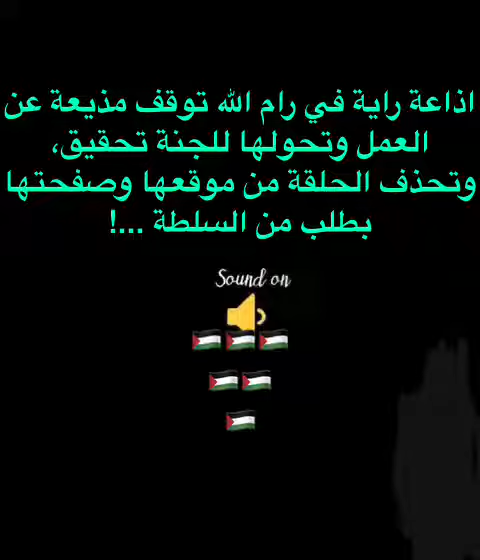 اذاعة راية في رام الله توقف مذيعة عن
العمل وتحولها للجنة تحقيق،
وتحذف الحلقة من موقعها وصفحتها
بطلب من السلطة ...!
Sound on